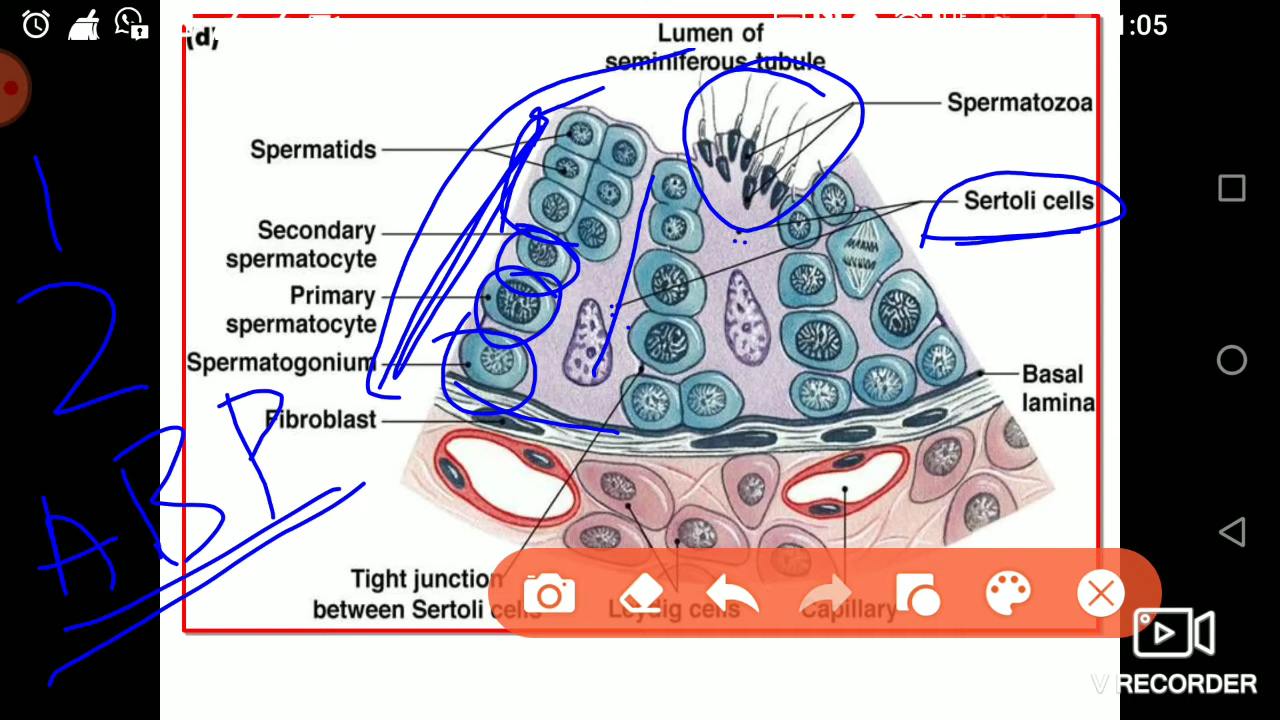 1:05
(d)
Lumen of
seminiferous tubule
Spermatozoa
Spermatids
Sertoli cells
Secondary
spermatocyte
Primary
spermatocyte
Spermatogonium
Basal
lamina
Fibroblast
1
2
ABP
Tight junction
between Sertoli cells
Leydig cells
Capillary
V RECORDER